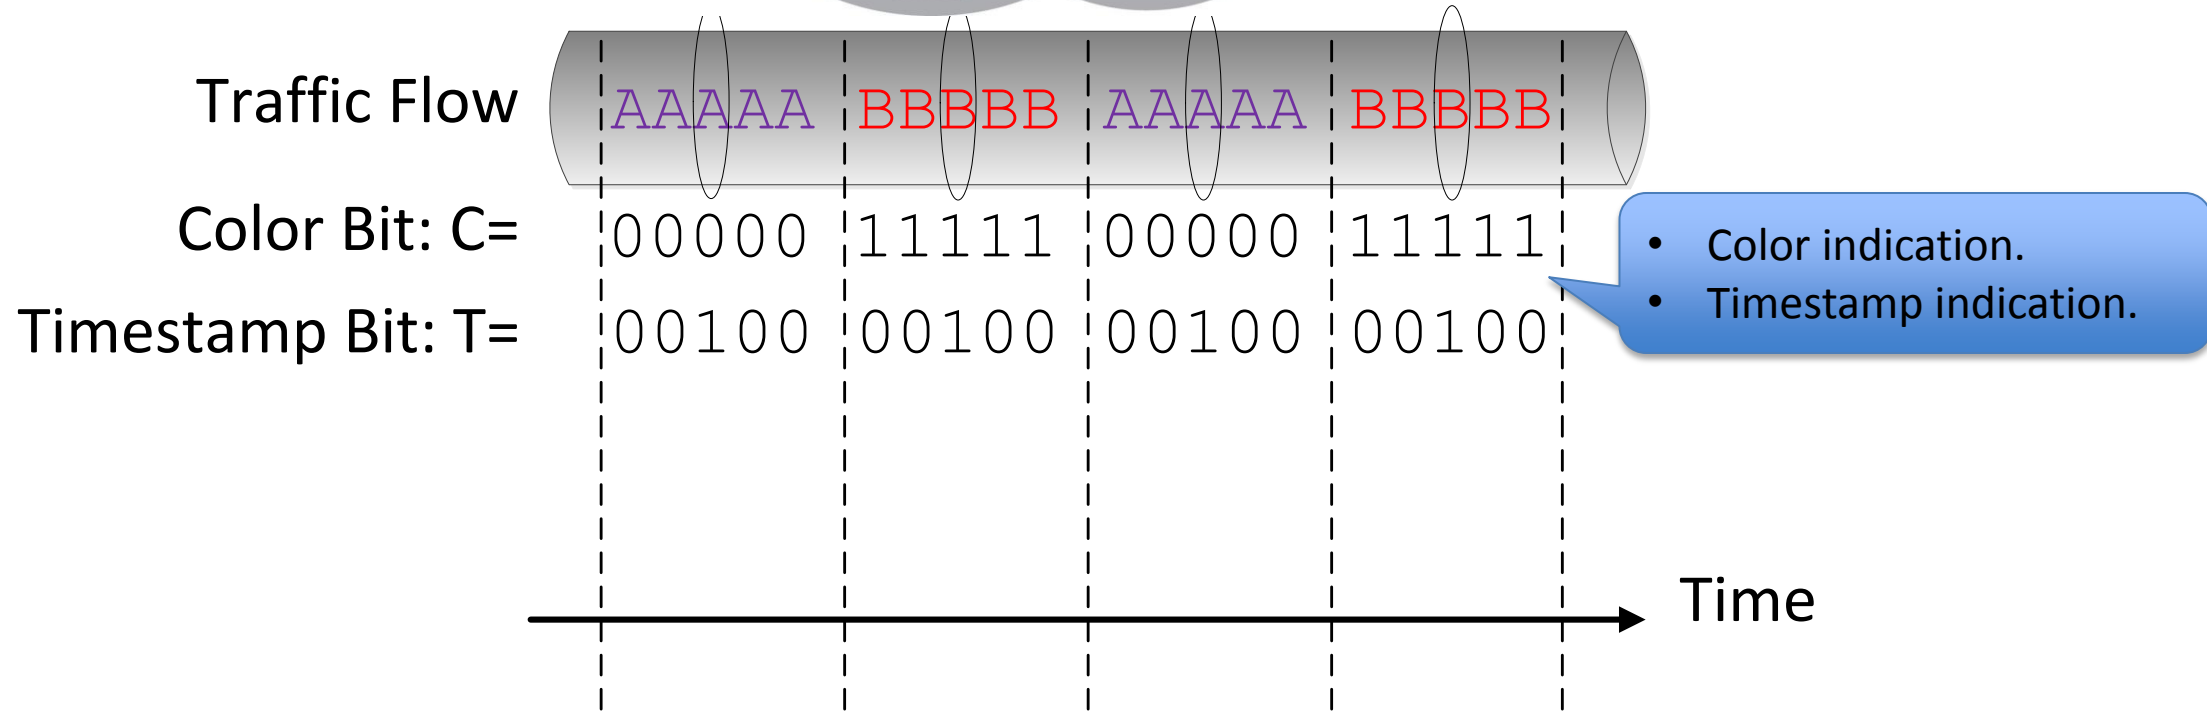 Traffic Flow AAAAA BBBBB AAAAA BBBBB
Color Bit: C= 00000 11111 00000 11111
Timestamp Bit: T= 00100 00100 00100 00100
• Color indication.
• Timestamp indication.
Time